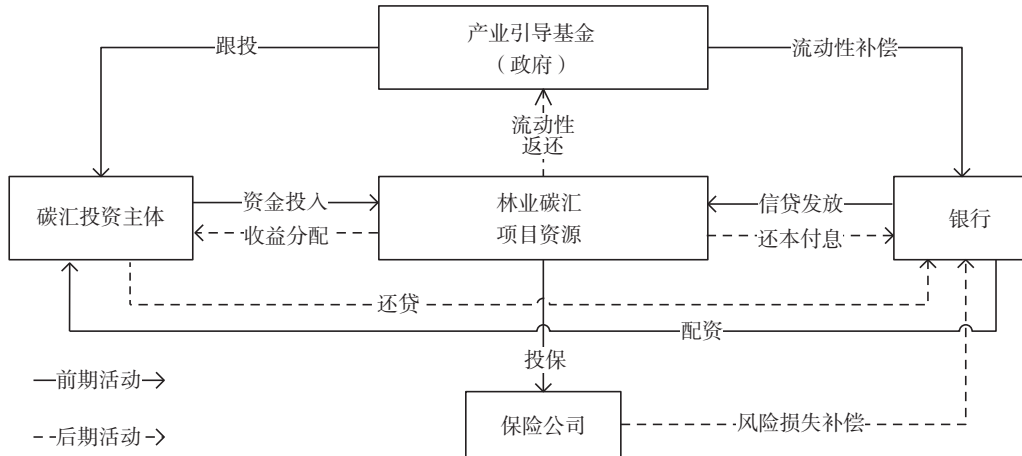 产业引导基金
（政府）
跟投
流动性补偿
流动性
返还
碳汇投资主体
资金投入
收益分配
林业碳汇
项目资源
信贷发放
还本付息
银行
还贷
配资
投保
前期活动
保险公司
风险损失补偿
后期活动